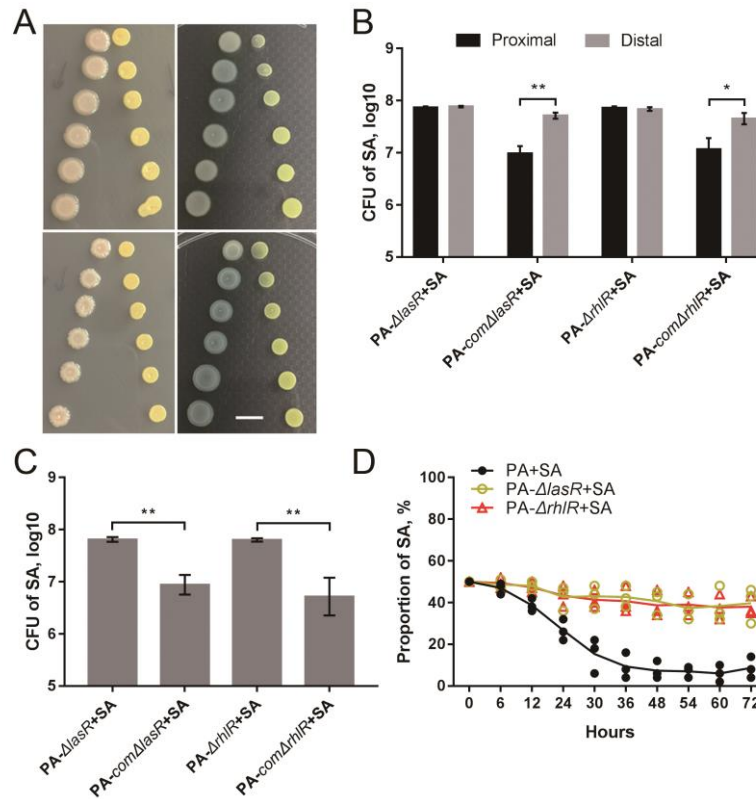 A
B
Proximal
Distal
CFU of SA, log10
9
8
7
6
5
**
*
PA-ΔlasR+SA
PA-comΔlasR+SA
PA-ΔrhlR+SA
PA-comΔrhlR+SA
C
CFU of SA, log10
9
8
7
6
5
**
**
PA-ΔlasR+SA
PA-comΔlasR+SA
PA-ΔrhlR+SA
PA-comΔrhlR+SA
D
PA+SA
PA-ΔlasR+SA
PA-ΔrhlR+SA
Proportion of SA, %
100
80
60
40
20
0
0 6 12 24 30 36 48 54 60 72
Hours